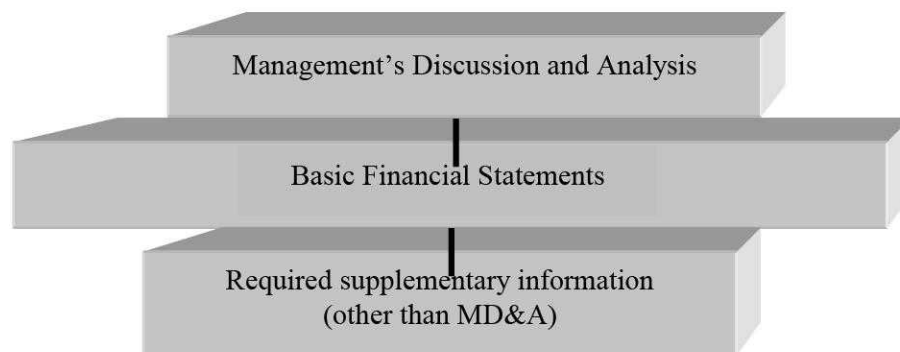 Management’s Discussion and Analysis
Basic Financial Statements
Required supplementary information
(other than MD&A)